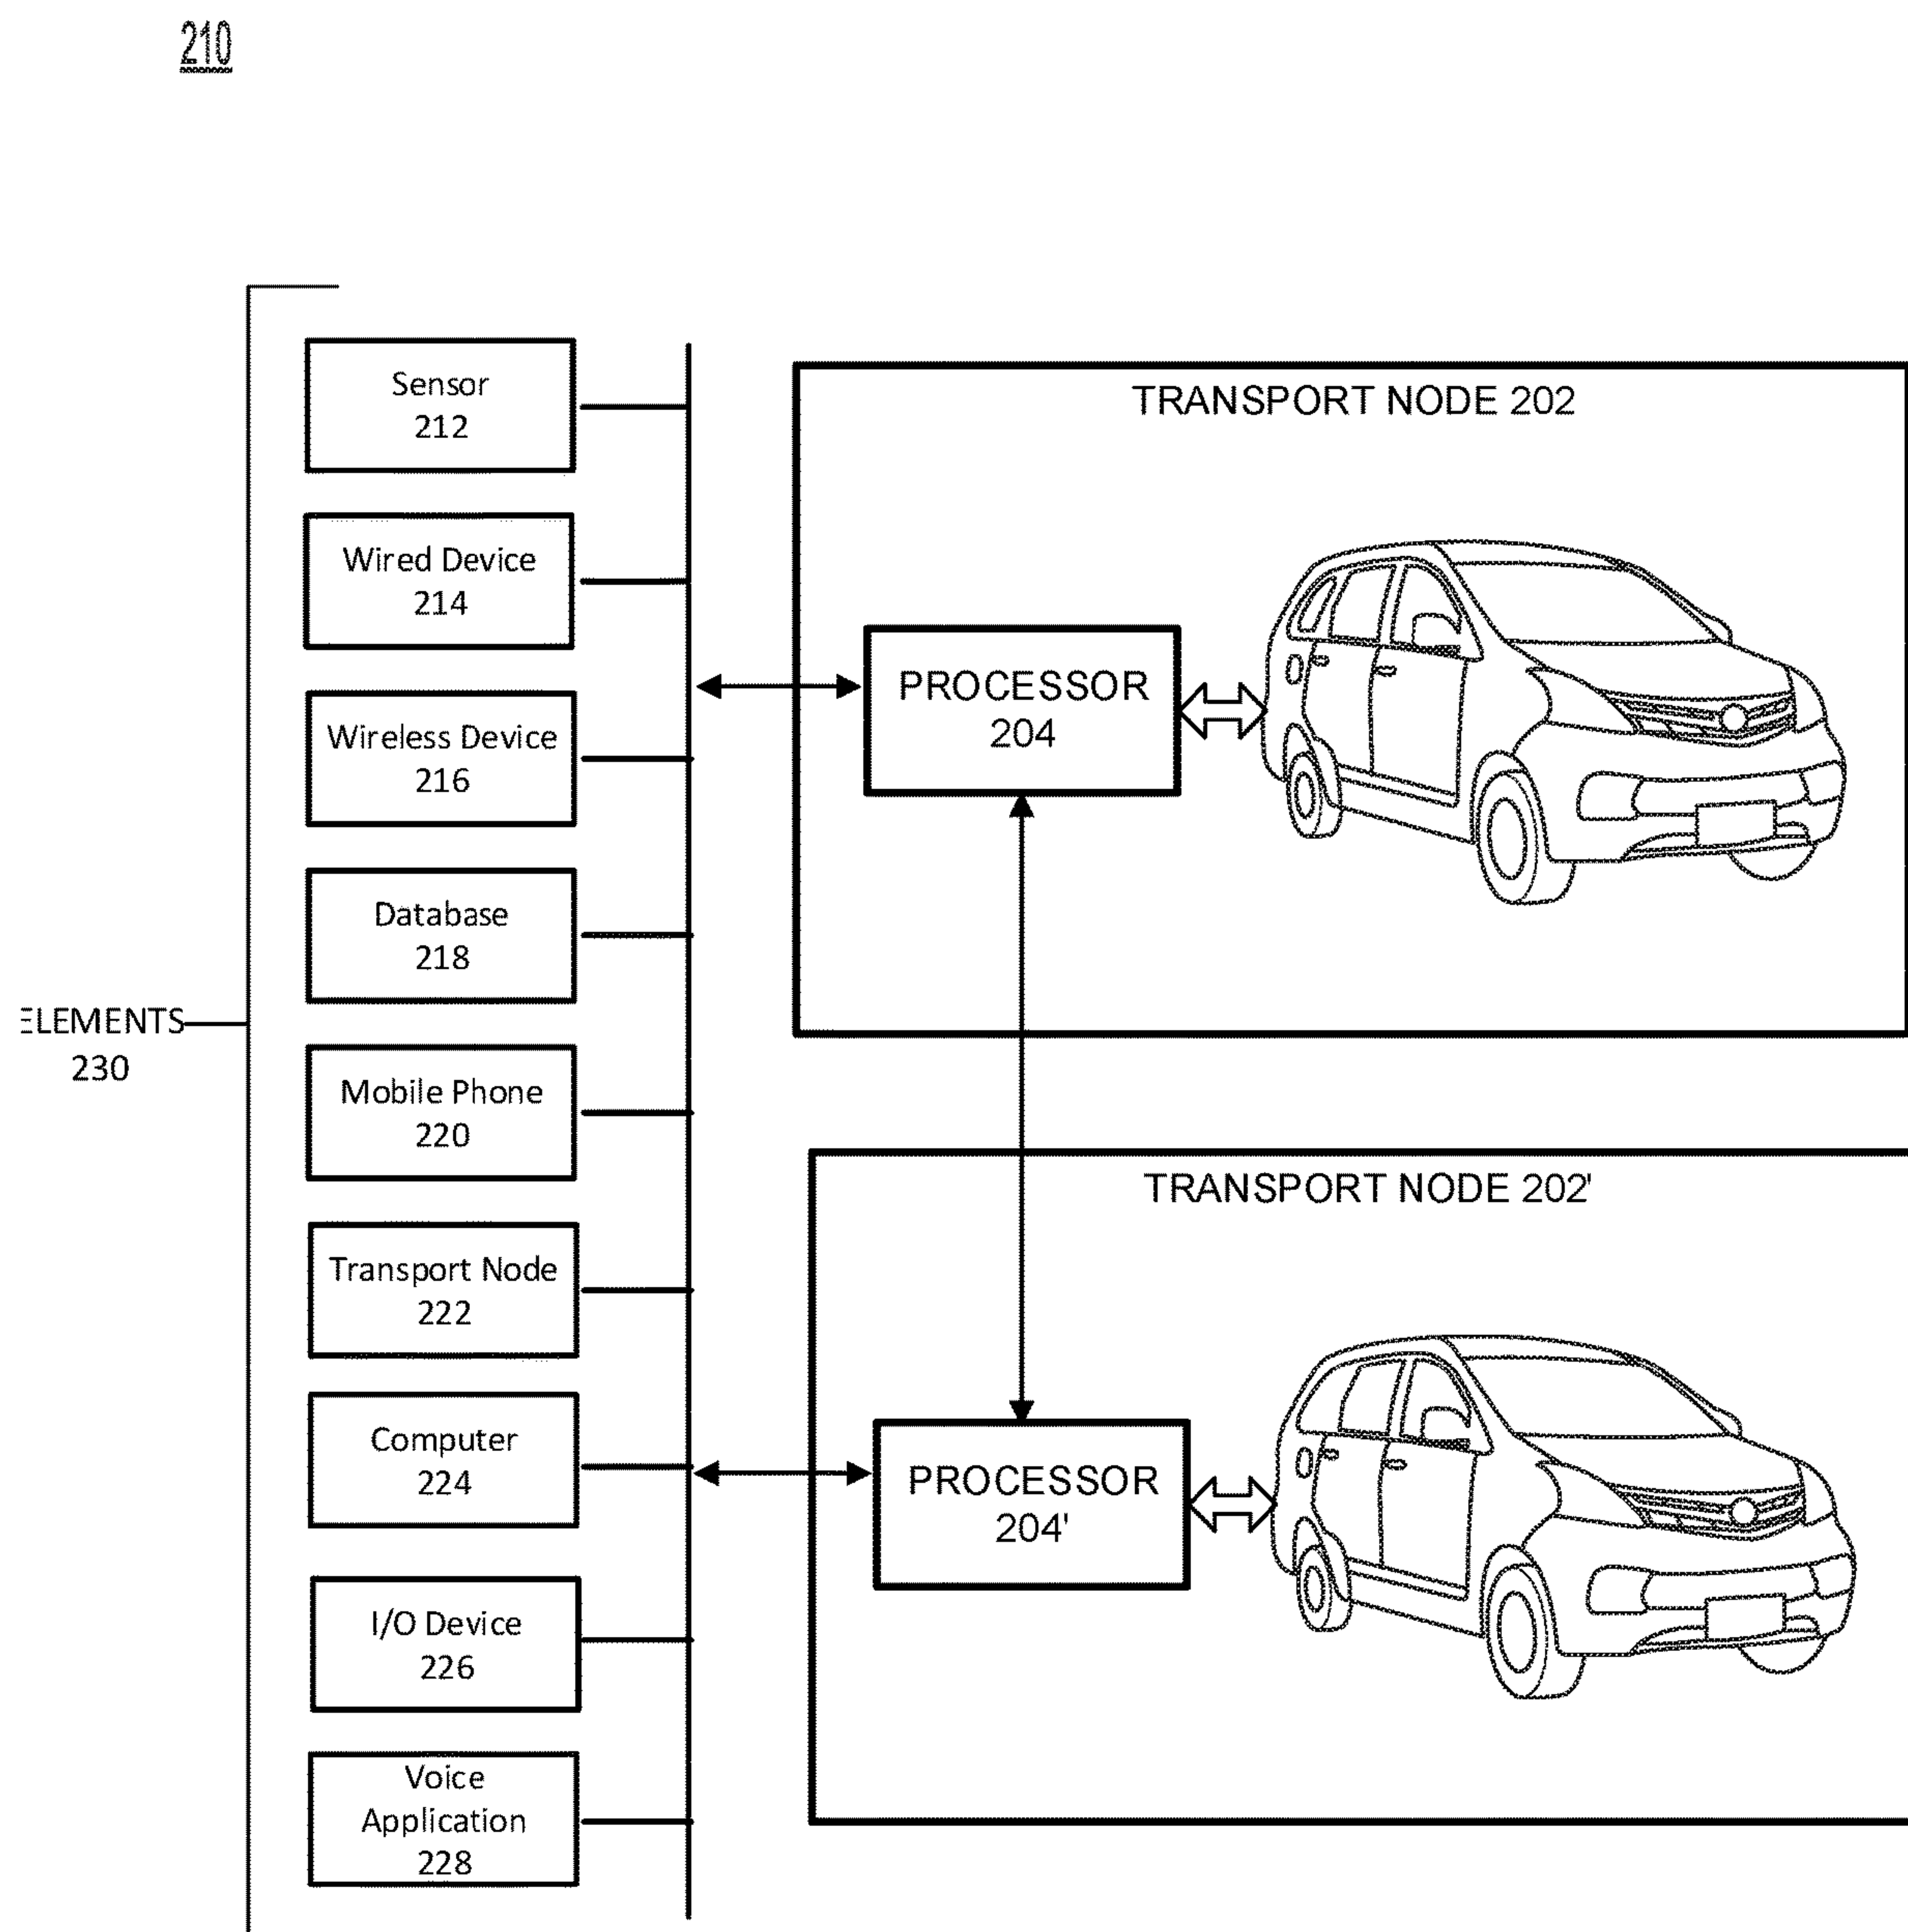 210
Sensor
212
Wired Device
214
Wireless Device
216
Database
218
ELEMENTS
230
Mobile Phone
220
Transport Node
222
Computer
224
I/O Device
226
Voice
Application
228
TRANSPORT NODE 202
PROCESSOR
204
TRANSPORT NODE 202'
PROCESSOR
204'